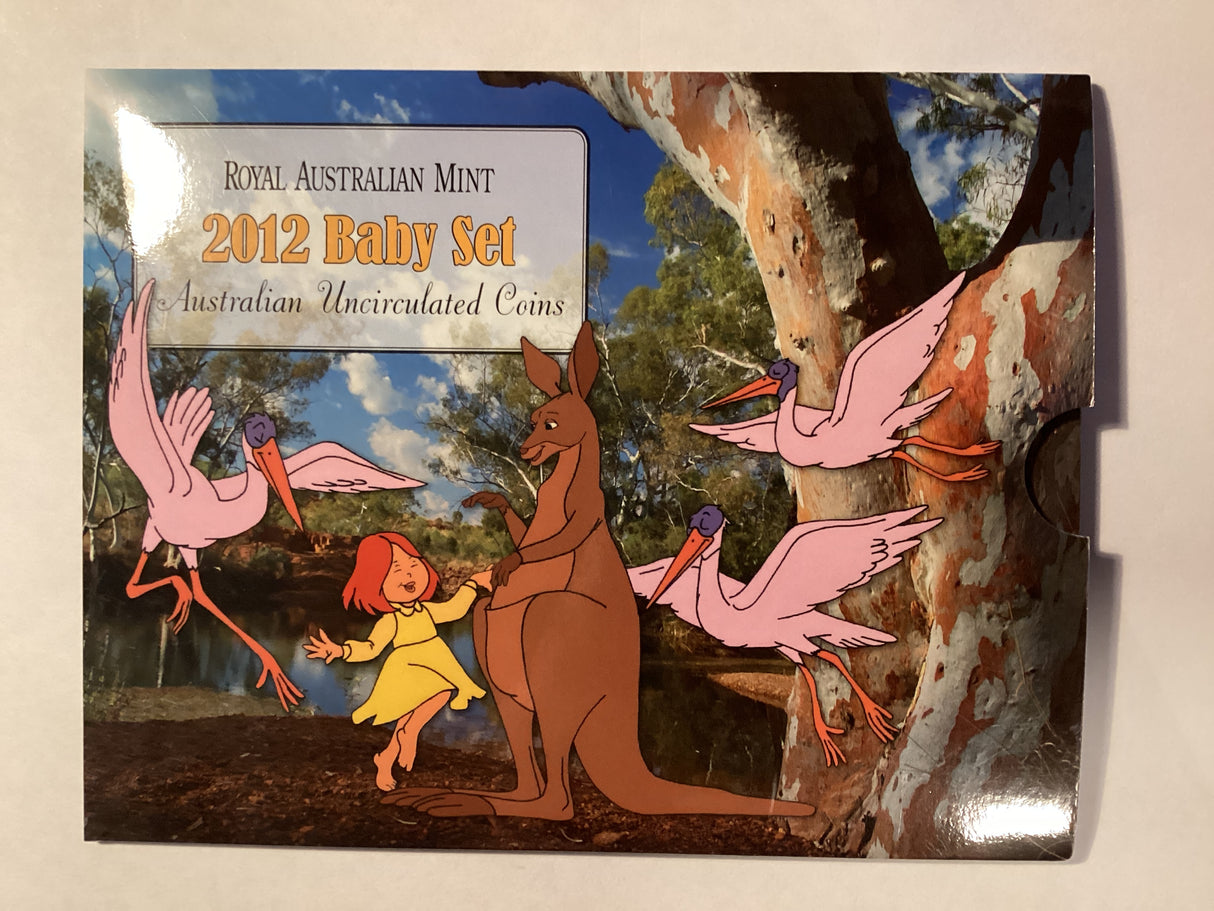 Royal Australian Mint
2012 Baby Set
Australian Uncirculated Coins